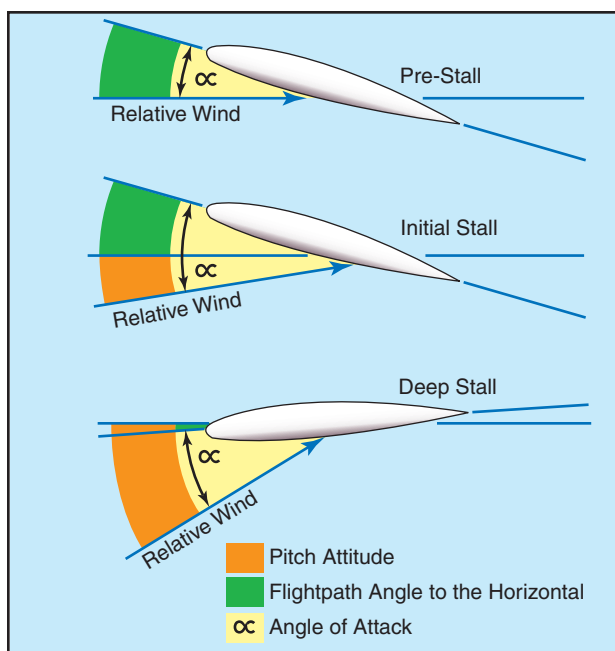 Pre-Stall
∝
Relative Wind
Initial Stall
∝
Relative Wind
Deep Stall
∝
Relative Wind
Pitch Attitude
Flightpath Angle to the Horizontal
∝ Angle of Attack